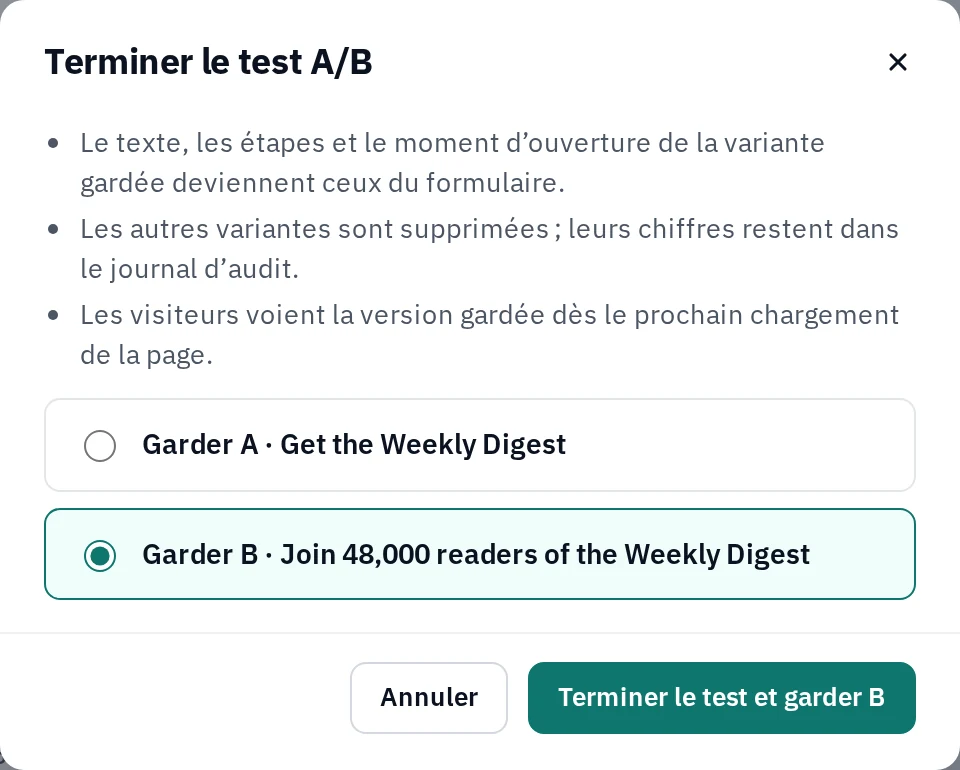 Terminer le test A/B
Le texte, les étapes et le moment d’ouverture de la variante
gardée deviennent ceux du formulaire.
Les autres variantes sont supprimées ; leurs chiffres restent dans
le journal d’audit.
Les visiteurs voient la version gardée dès le prochain chargement
de la page.
Garder A · Get the Weekly Digest
Garder B · Join 48,000 readers of the Weekly Digest
Annuler
Terminer le test et garder B